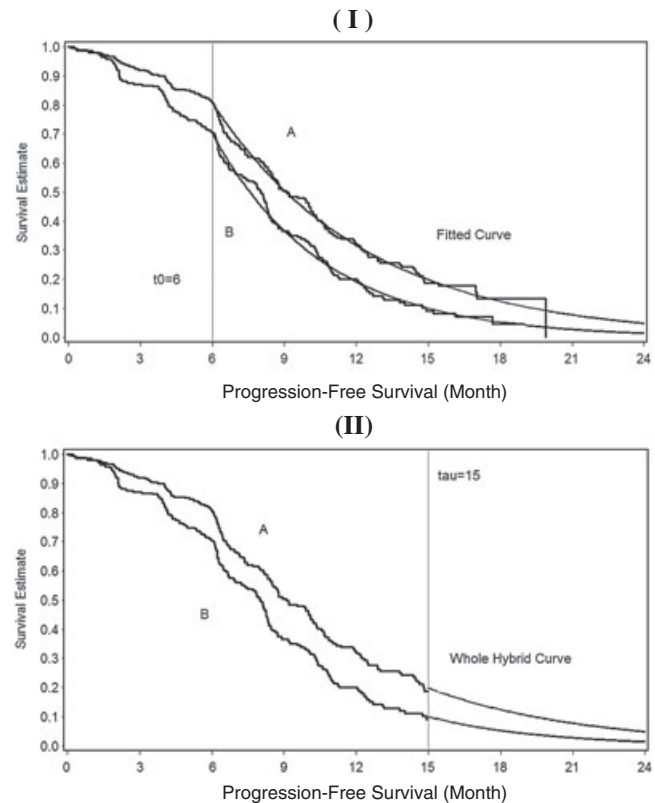 ( I )
1.0
0.9
0.8
0.7
0.6
0.5
0.4
0.3
0.2
0.1
0.0
Survival Estimate
A
B
Fitted Curve
t0=6
0 3 6 9 12 15 18 21 24
Progression-Free Survival (Month)
(II)
1.0
0.9
0.8
0.7
0.6
0.5
0.4
0.3
0.2
0.1
0.0
Survival Estimate
tau=15
A
B
Whole Hybrid Curve
0 3 6 9 12 15 18 21 24
Progression-Free Survival (Month)